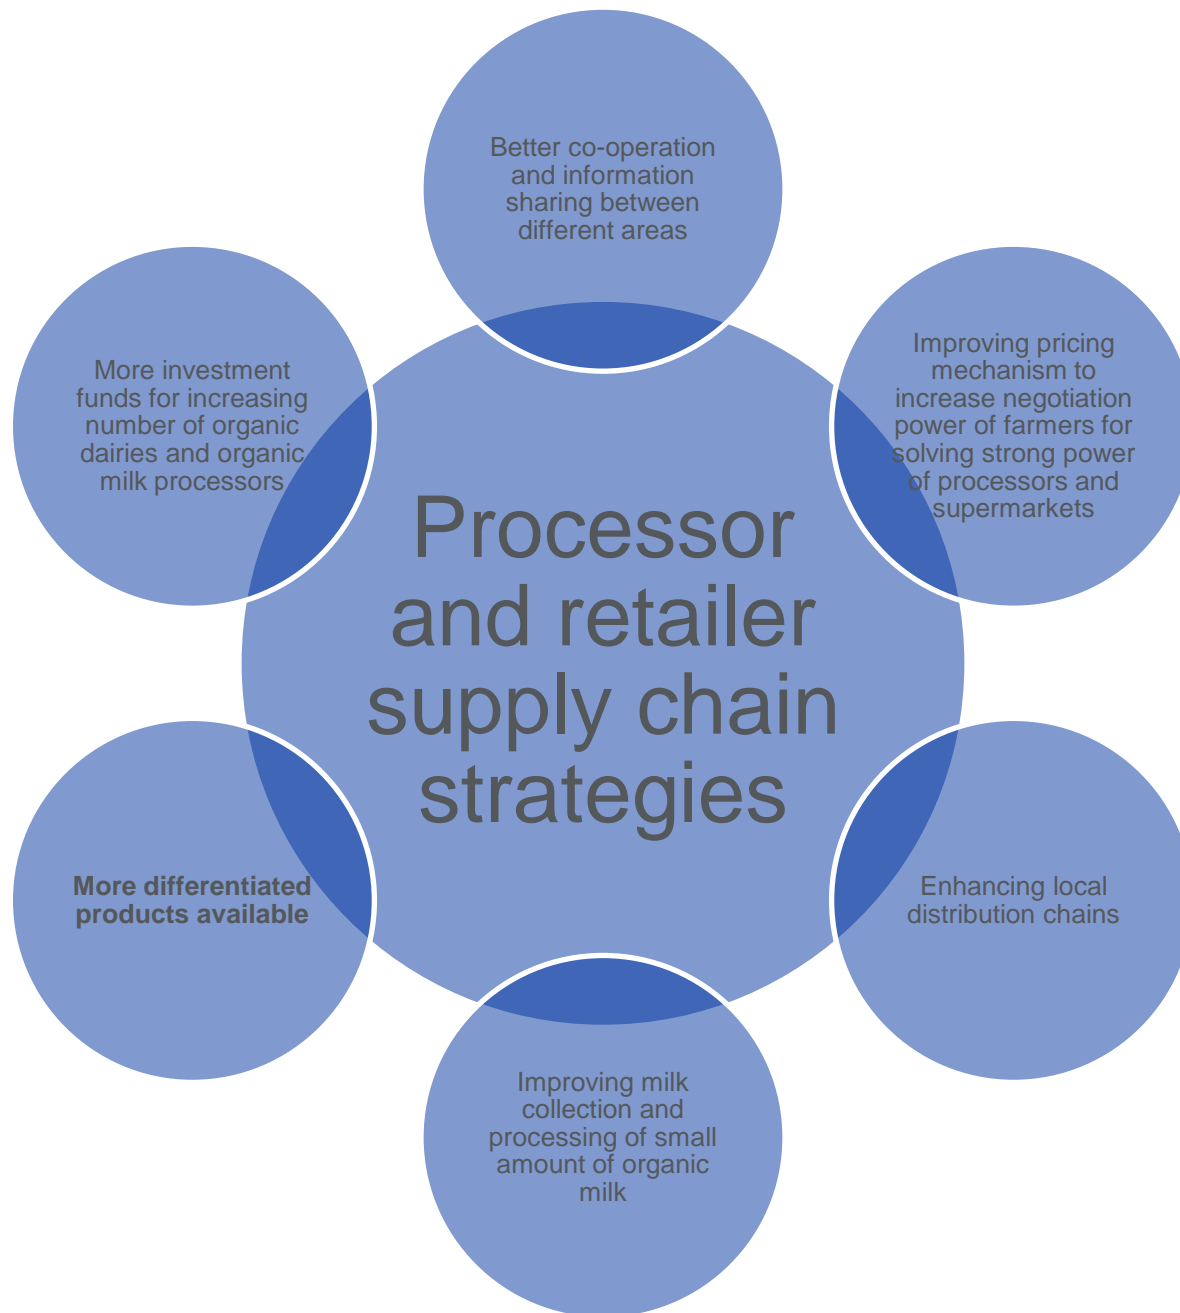 Better co-operation
and information
sharing between
different areas
Improving pricing
mechanism to
increase negotiation
power of farmers for
solving strong power
of processors and
supermarkets
Enhancing local
distribution chains
Improving milk
collection and
processing of small
amount of organic
milk
More differentiated
products available
More investment
funds for increasing
number of organic
dairies and organic
milk processors
Processor
and retailer
supply chain
strategies